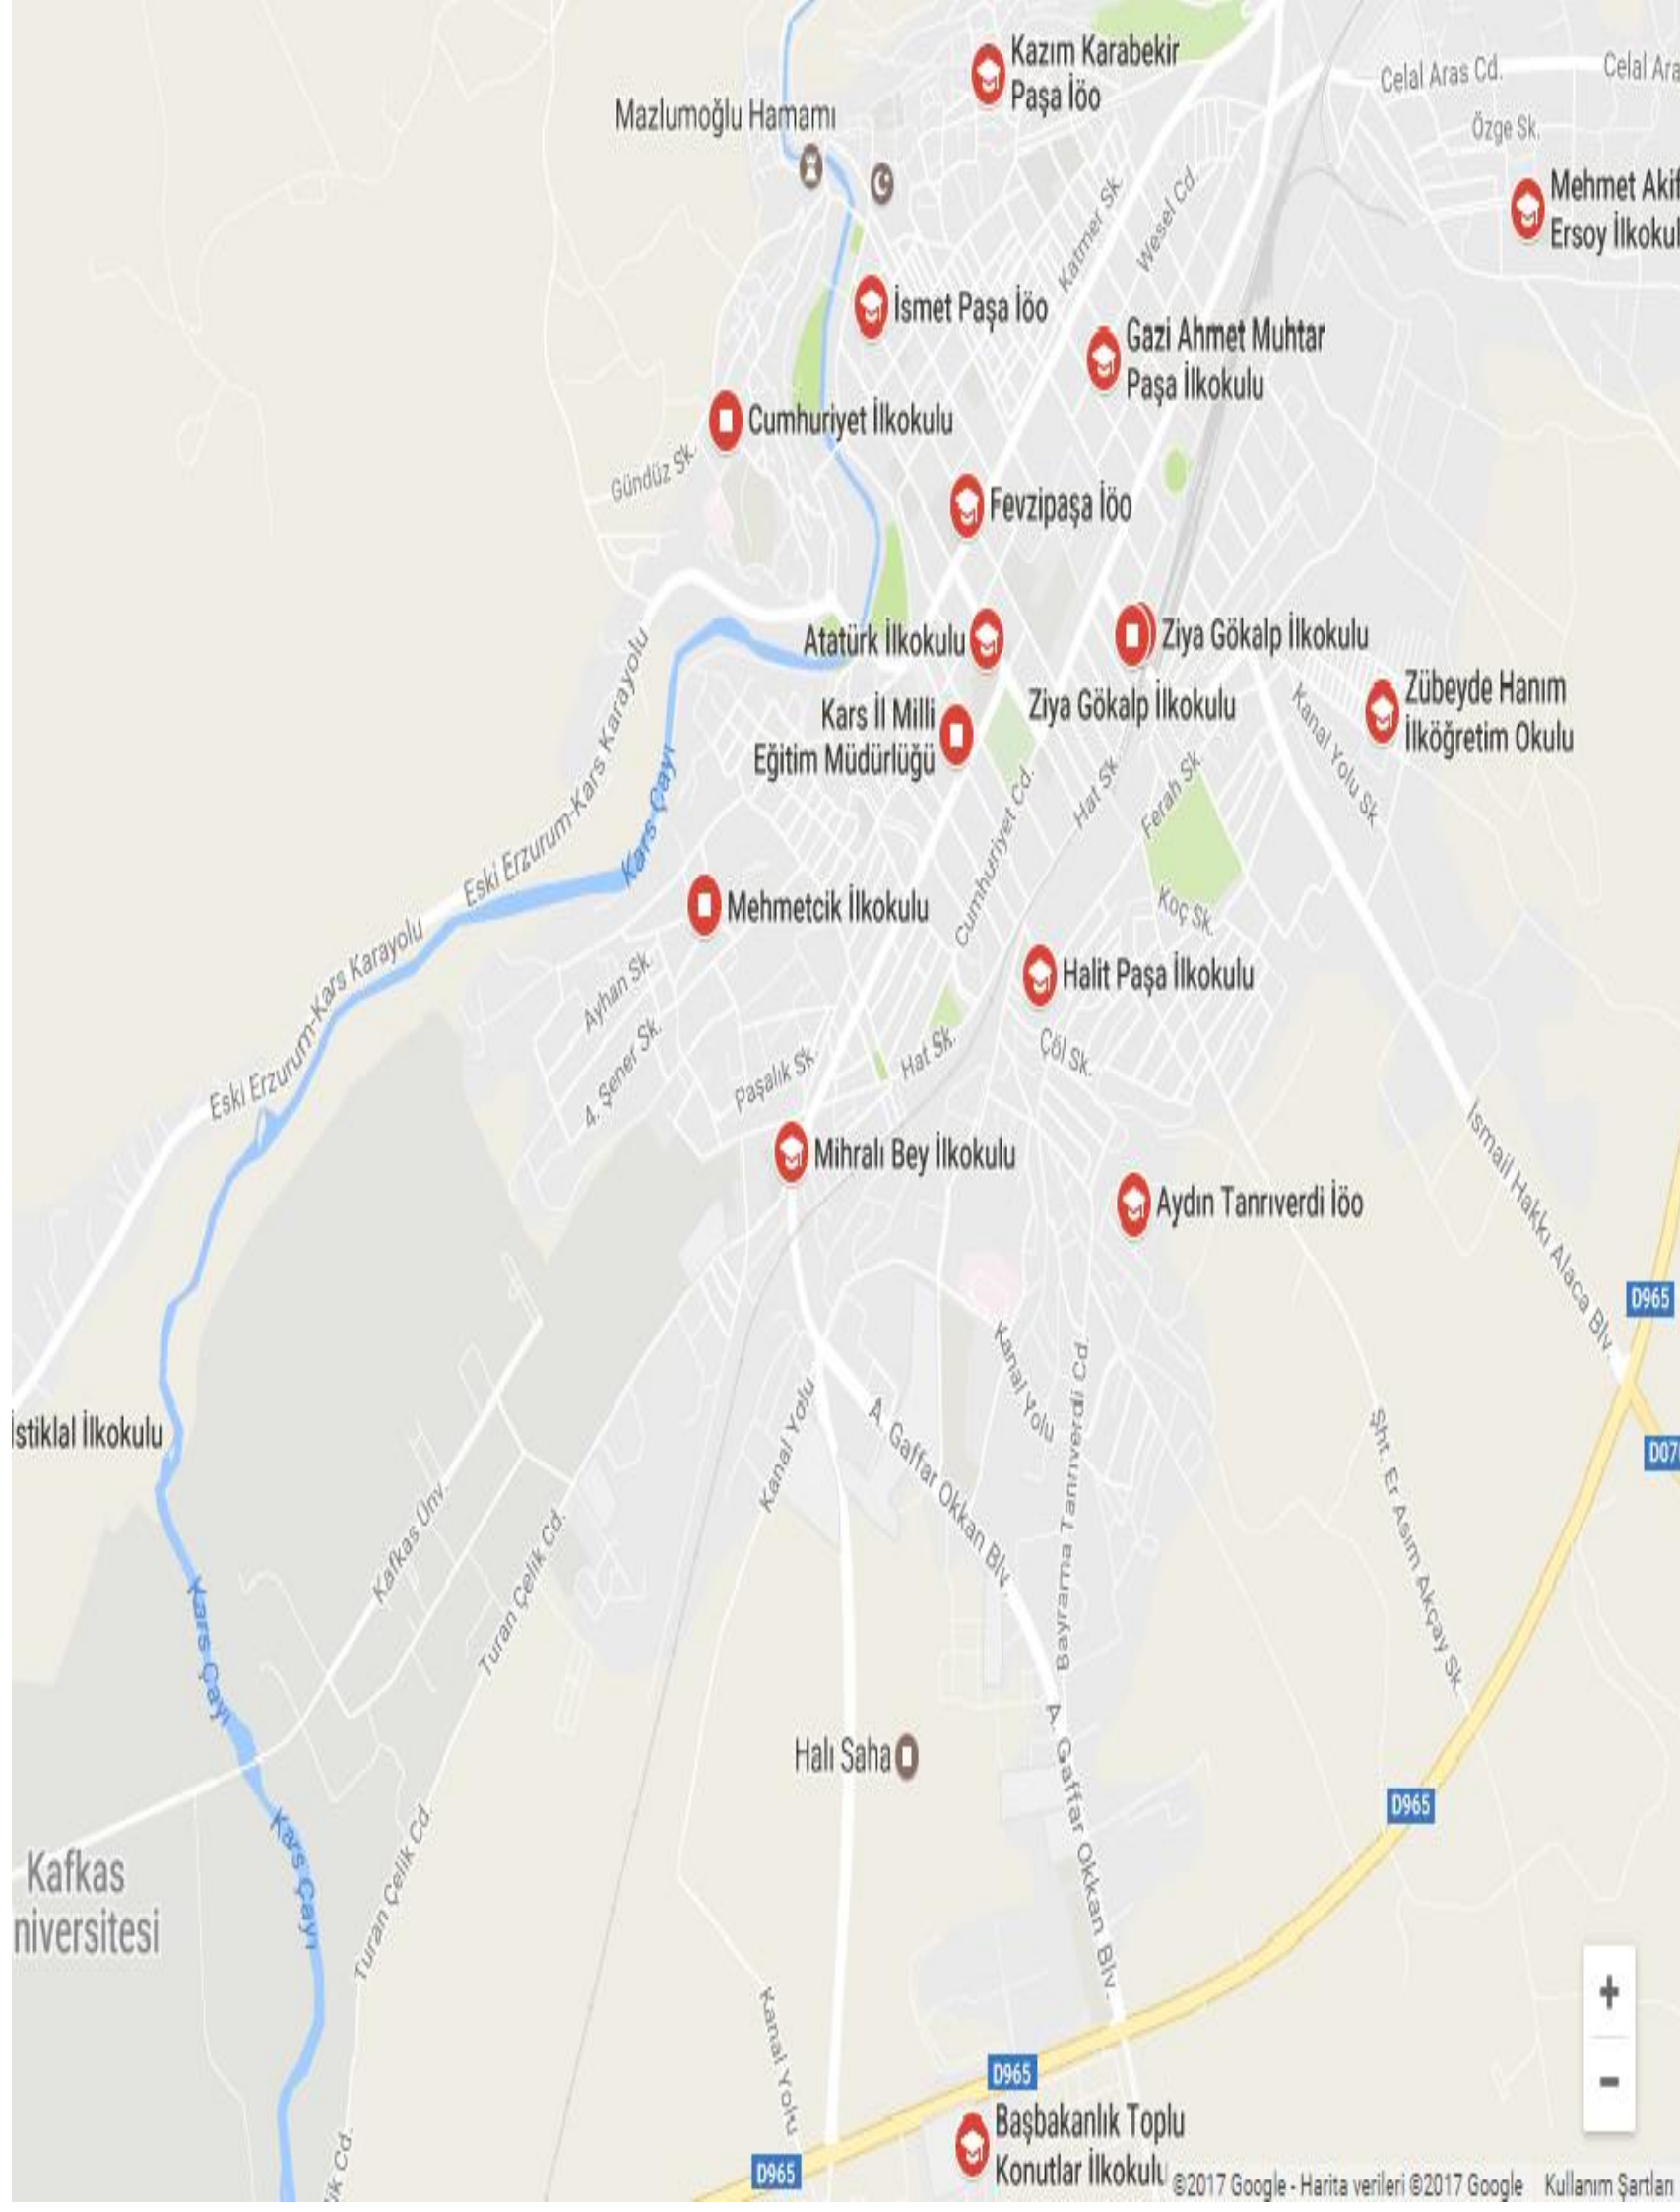 Kazım Karabekir
Paşa İöo
Celal Aras Cd.
Celal Ara
Mazlumoğlu Hamamı
Özge Sk.
Mehmet Akif
Ersoy İlkokul
Katmer Sk.
Wesel Cd.
İsmet Paşa İöo
Gazi Ahmet Muhtar
Paşa İlkokulu
Cumhuriyet İlkokulu
Gündüz Sk.
Fevzipaşa İöo
Atatürk İlkokulu
Ziya Gökalp İlkokulu
Eski Erzurum-Kars Karayolu
Kars İl Milli
Eğitim Müdürlüğü
Ziya Gökalp İlkokulu
Zübeyde Hanım
İlköğretim Okulu
Kanal Yolu Sk.
Kars Çayı
Hat Sk.
Ferah Sk.
Cumhuriyet Cd.
Mehmetcik İlkokulu
Koç Sk.
Eski Erzurum-Kars Karayolu
Ayhan Sk.
Halit Paşa İlkokulu
4. Şener Sk.
Paşalık Sk.
Hat Sk.
Çöl Sk.
Mihralı Bey İlkokulu
Aydın Tanrıverdi İöo
İsmail Hakkı Alaca Blv.
D965
stiklal İlkokulu
Kanal Yolu
Kanal Yolu
A. Gaffar Okkan Blv.
Bayrama Tanrıverdi Cd
Şht. Er Asım Akçay Sk.
D07
Kafkas Ünv.
Turan Çelik Cd.
Kars Çayı
A. Gaffar Okkan Blv.
Halı Saha
D965
Kars Çayı
Turan Çelik Cd.
Kafkas
niversitesi
Kanal Yolu
+
−
D965
Başbakanlık Toplu
Konutlar İlkokulu
D965
ik Cd.
©2017 Google - Harita verileri ©2017 Google Kullanım Şartları